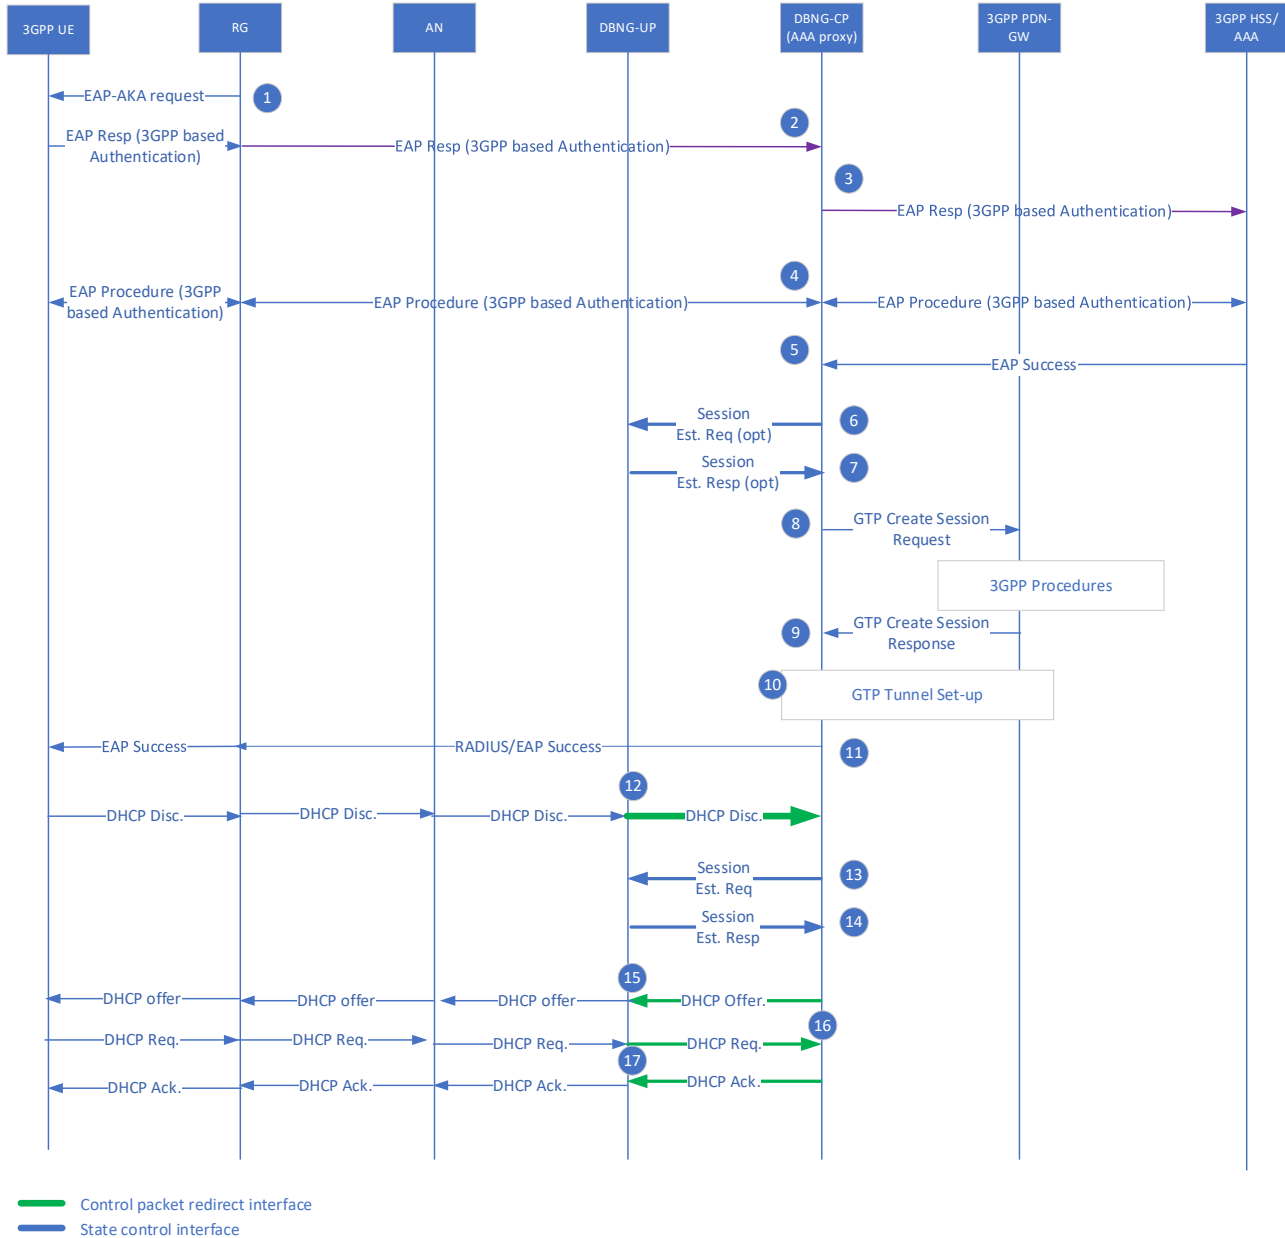 3GPP UE
RG
AN
DBNG-UP
DBNG-CP
(AAA proxy)
3GPP PDN-
GW
3GPP HSS/
AAA
EAP-AKA request
1
2
EAP Resp (3GPP based
Authentication)
EAP Resp (3GPP based Authentication)
3
EAP Resp (3GPP based Authentication)
4
EAP Procedure (3GPP
based Authentication)
EAP Procedure (3GPP based Authentication)
EAP Procedure (3GPP based Authentication)
5
EAP Success
Session
Est. Req (opt)
6
Session
Est. Resp (opt)
7
8
GTP Create Session
Request
3GPP Procedures
9
GTP Create Session
Response
10
GTP Tunnel Set-up
EAP Success
RADIUS/EAP Success
11
12
DHCP Disc.
DHCP Disc.
DHCP Disc.
DHCP Disc.
Session
Est. Req
13
Session
Est. Resp
14
15
DHCP offer
DHCP offer
DHCP offer
DHCP Offer.
16
DHCP Req.
DHCP Req.
DHCP Req.
DHCP Req.
17
DHCP Ack.
DHCP Ack.
DHCP Ack.
DHCP Ack.
Control packet redirect interface
State control interface